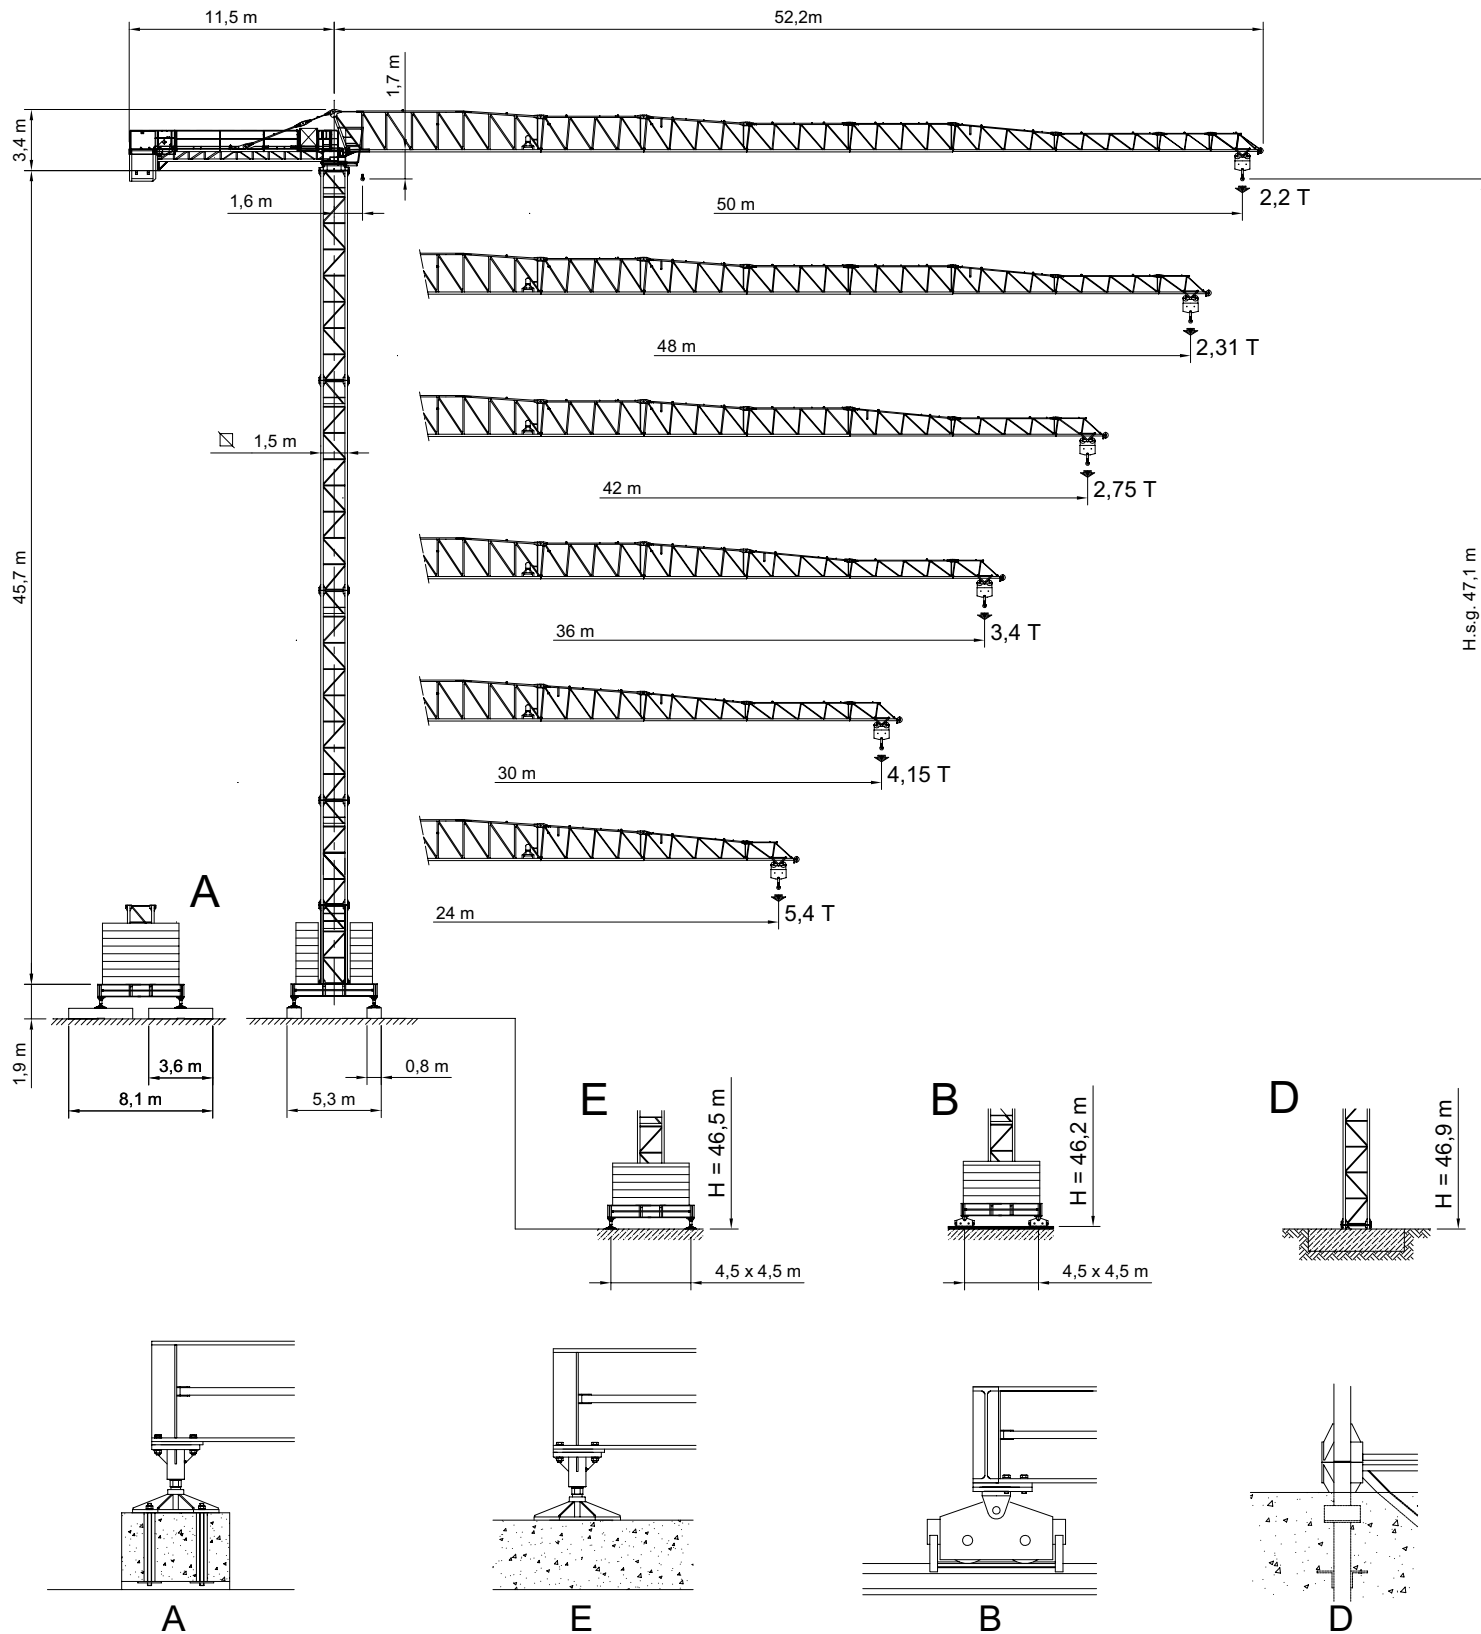 11,5 m
52,2m
1,7 m
3,4 m
1,6 m
50 m
2,2 T
48 m
2,31 T
1,5 m
42 m
2,75 T
45,7 m
36 m
3,4 T
H.s.g. 47,1 m
30 m
4,15 T
A
24 m
5,4 T
1,9 m
3,6 m
0,8 m
8,1 m
5,3 m
E
H = 46,5 m
B
H = 46,2 m
D
H = 46,9 m
4,5 x 4,5 m
4,5 x 4,5 m
A
E
B
D